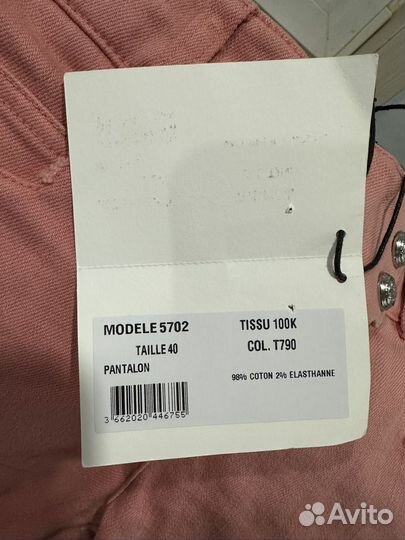 MODELE 5702 TISSU 100K
TAILLE 40 COL. T790
PANTALON
98% COTON 2% ELASTHANNE
3 662020 446755
Avito